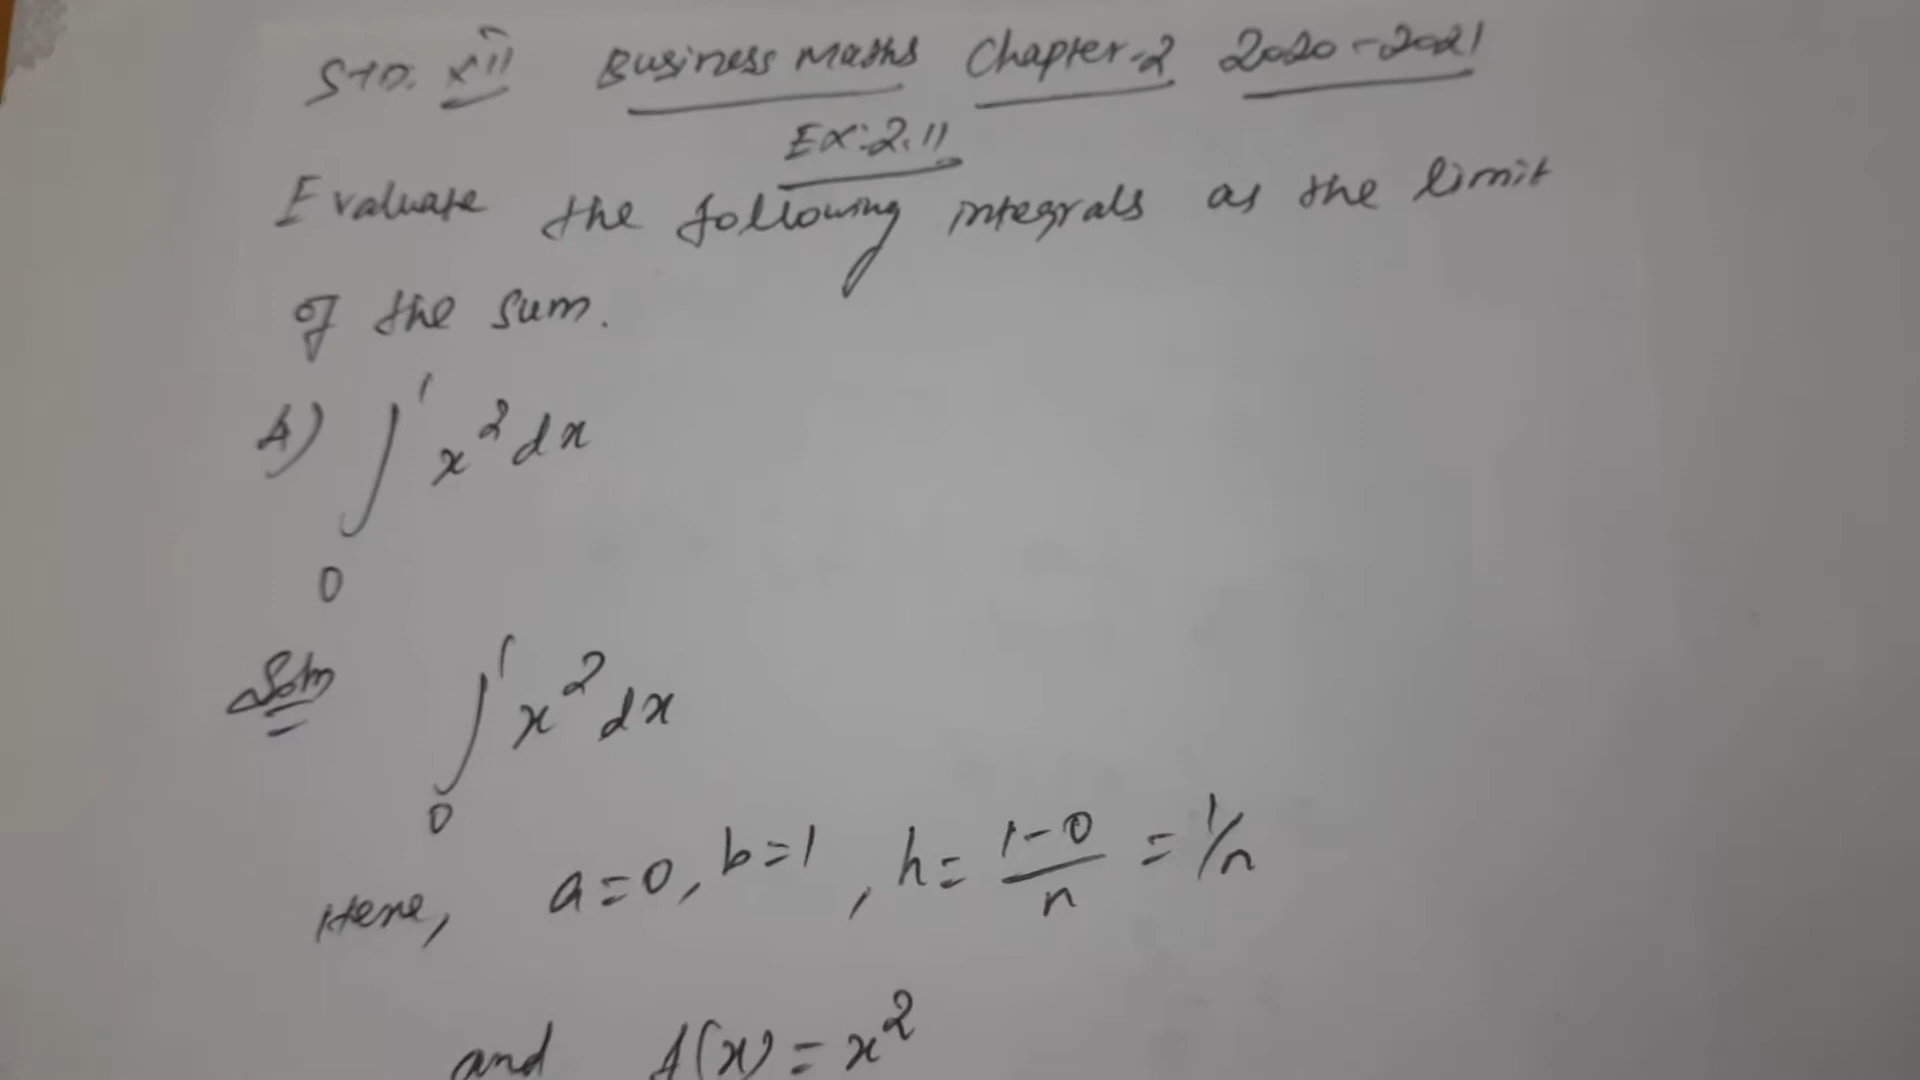 STD. XII Business Maths Chapter-2 2020-2021
EX:2.11
Evaluate the following integrals as the limit
of the sum.
4) ∫₀¹ x² dx
Soln ∫₀¹ x² dx
Here, a=0, b=1, h= (1-0)/n = 1/n
and f(x) = x²